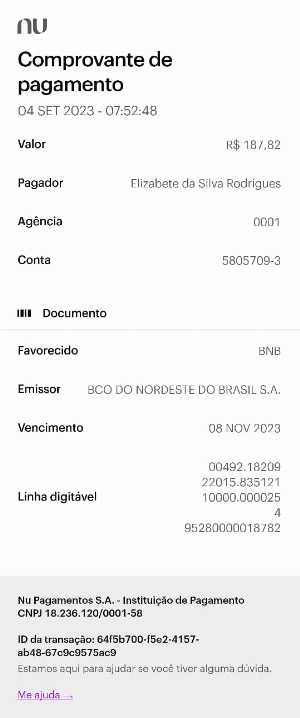 nu
Comprovante de
pagamento
04 SET 2023 - 07:52:48
Valor R$ 187,82
Pagador Elizabete da Silva Rodrigues
Agência 0001
Conta 5805709-3
Documento
Favorecido BNB
Emissor BCO DO NORDESTE DO BRASIL S.A.
Vencimento 08 NOV 2023
00492.18209
22015.835121
Linha digitável 10000.000025
4
95280000018782
Nu Pagamentos S.A. - Instituição de Pagamento
CNPJ 18.236.120/0001-58
ID da transação: 64f5b700-f5e2-4157-
ab48-67c9c9575ac9
Estamos aqui para ajudar se você tiver alguma dúvida.
Me ajuda →